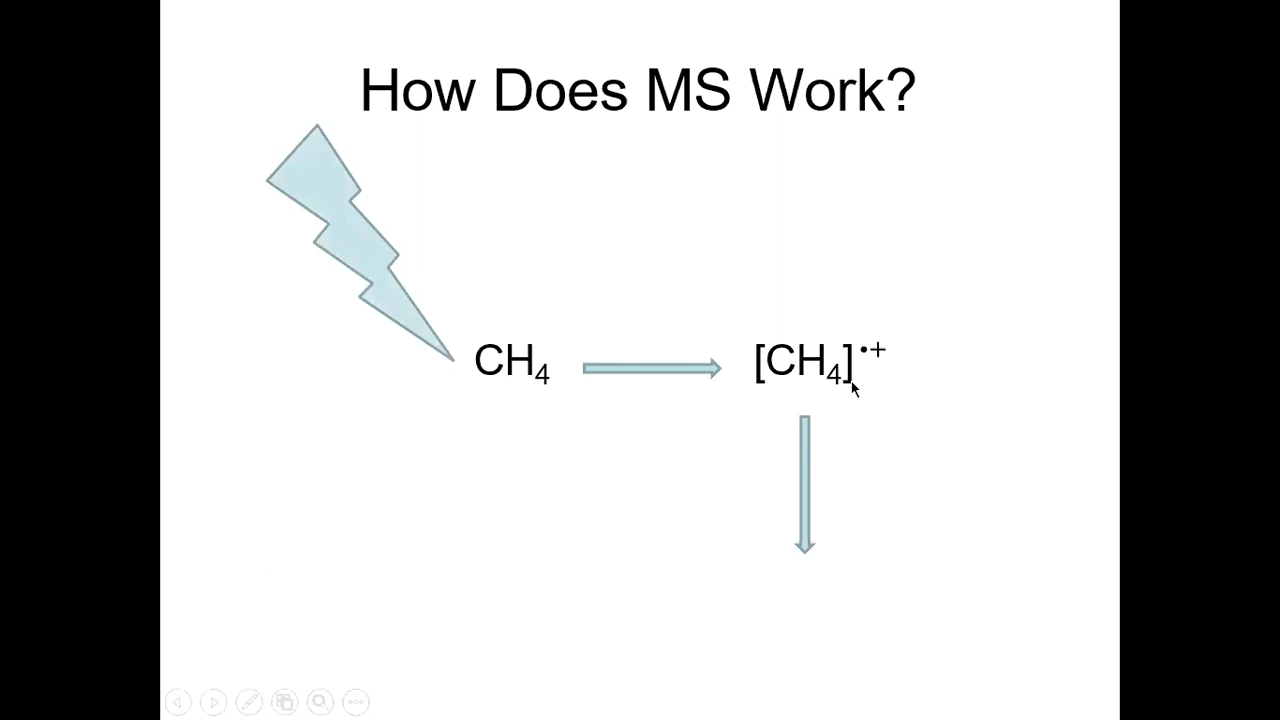 How Does MS Work?
CH₄ [CH₄]•⁺